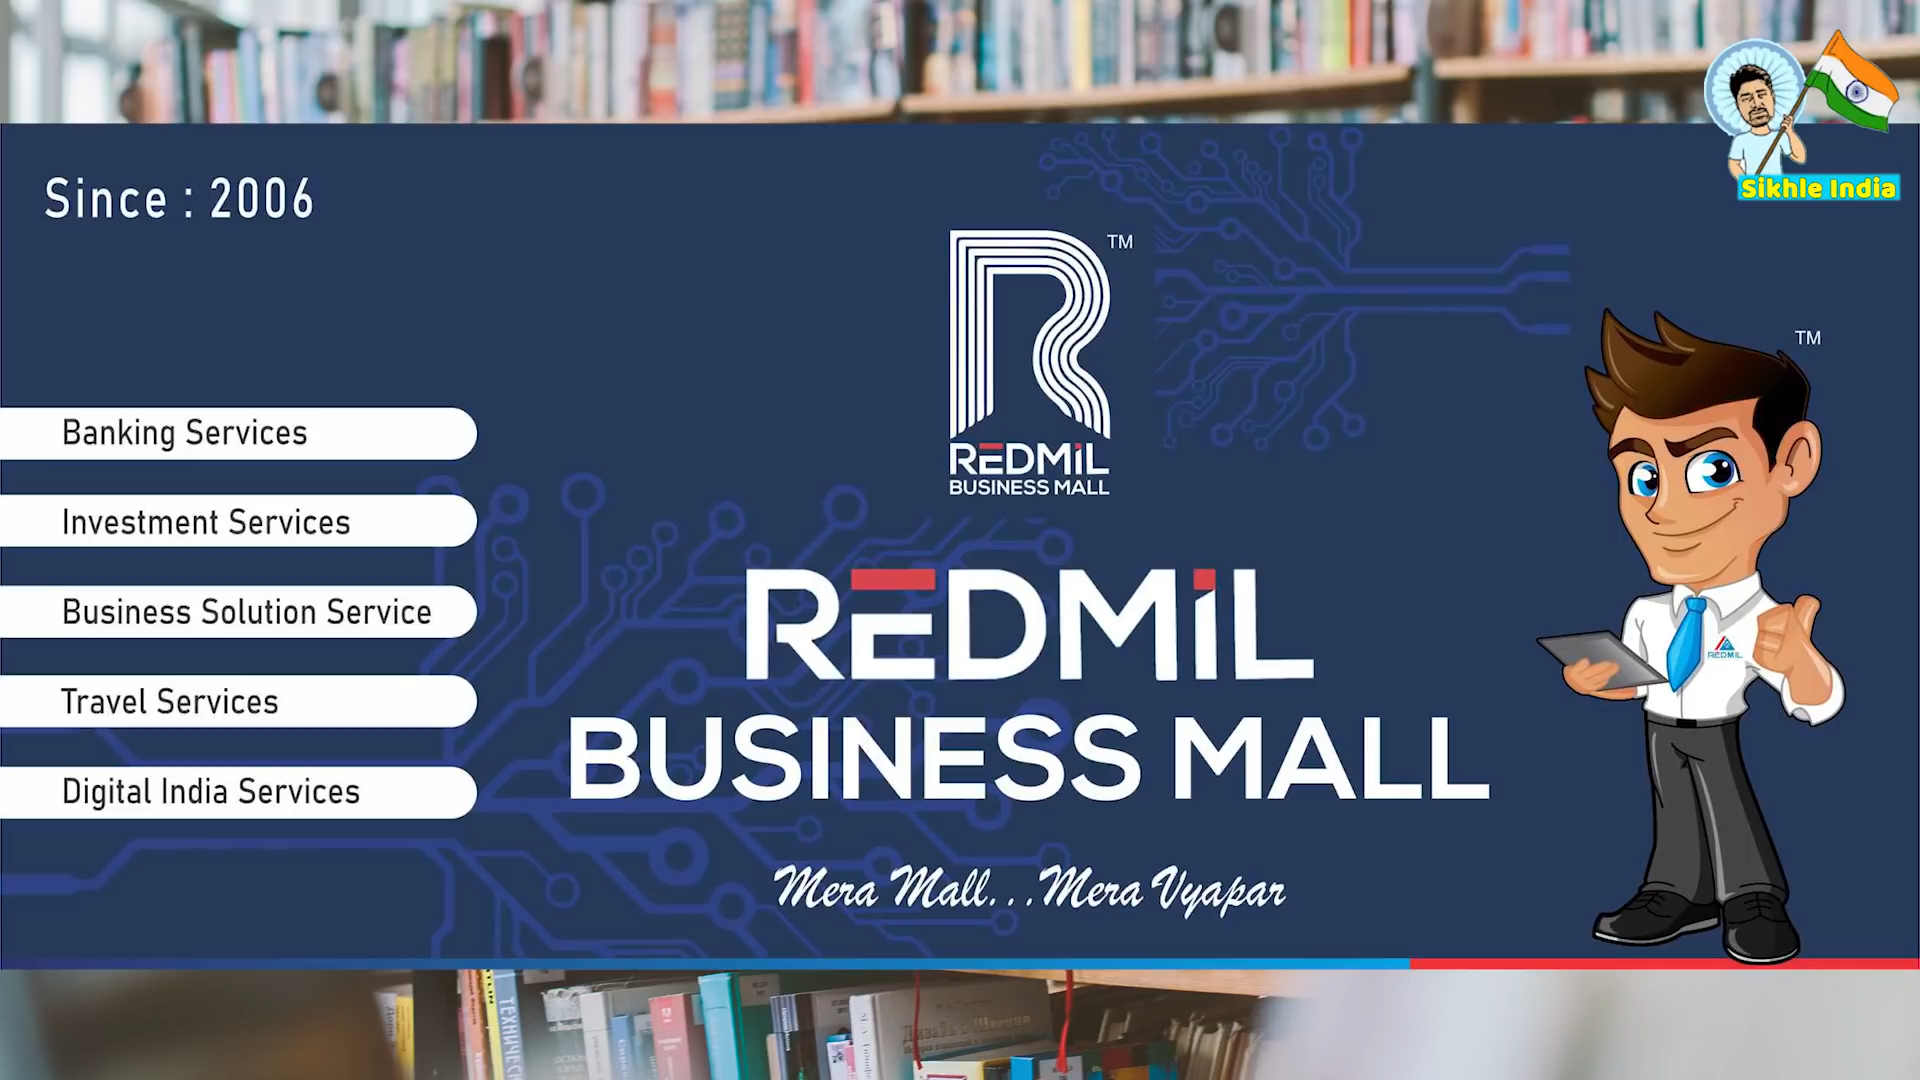 Sikhle India
Since : 2006
TM
REDMIL
BUSINESS MALL
TM
Banking Services
Investment Services
Business Solution Service
Travel Services
Digital India Services
REDMIL
BUSINESS MALL
REDMIL
Mera Mall...Mera Vyapar